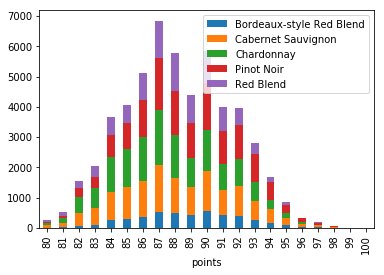 7000
6000
5000
4000
3000
2000
1000
0
Bordeaux-style Red Blend
Cabernet Sauvignon
Chardonnay
Pinot Noir
Red Blend
80 81 82 83 84 85 86 87 88 89 90 91 92 93 94 95 96 97 98 99 100
points